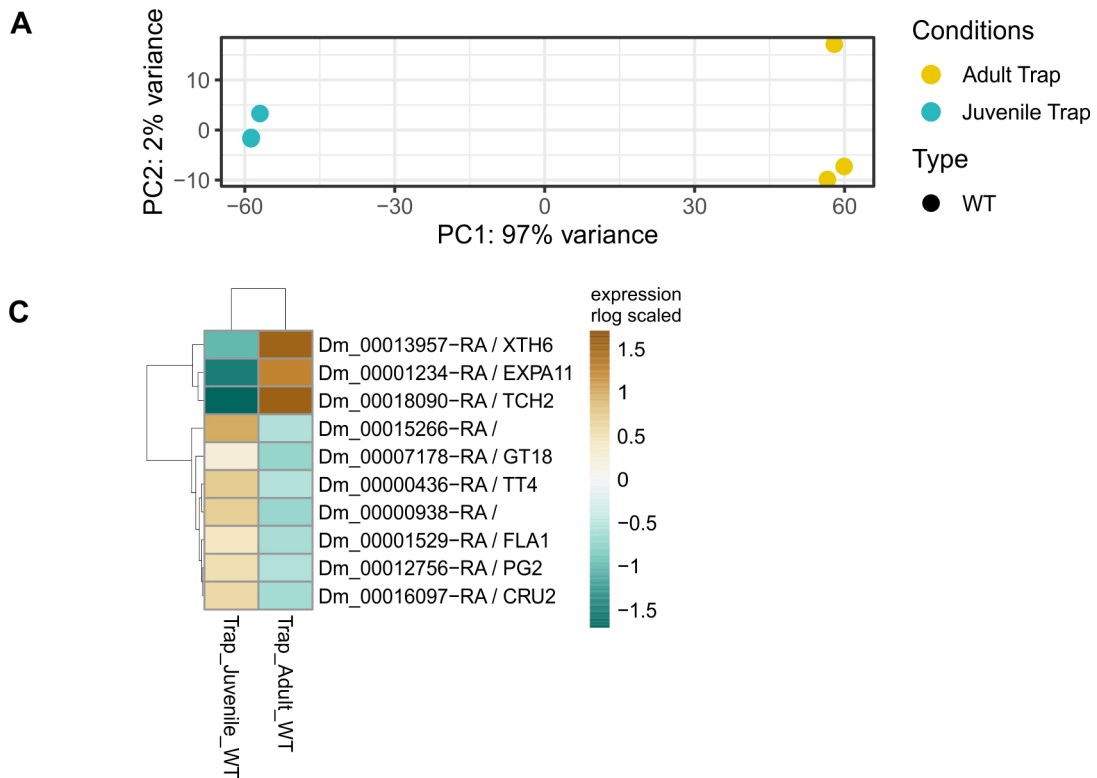 A
PC2: 2% variance
10
0
−10
−60
−30
0
30
60
PC1: 97% variance
Conditions
Adult Trap
Juvenile Trap
Type
WT
C
Dm_00013957−RA / XTH6
Dm_00001234−RA / EXPA11
Dm_00018090−RA / TCH2
Dm_00015266−RA /
Dm_00007178−RA / GT18
Dm_00000436−RA / TT4
Dm_00000938−RA /
Dm_00001529−RA / FLA1
Dm_00012756−RA / PG2
Dm_00016097−RA / CRU2
Trap_Juvenile_WT
Trap_Adult_WT
expression
rlog scaled
1.5
1
0.5
0
−0.5
−1
−1.5